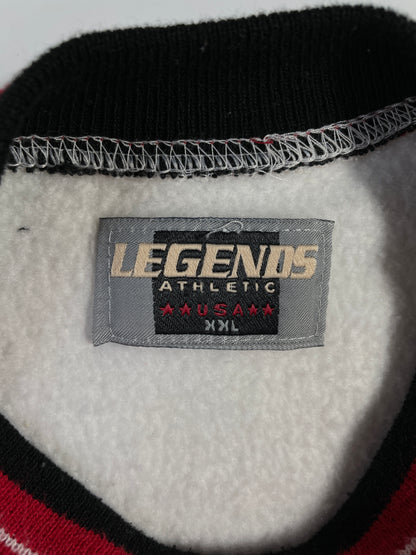 LEGENDS
ATHLETIC
★★USA★★
XXL